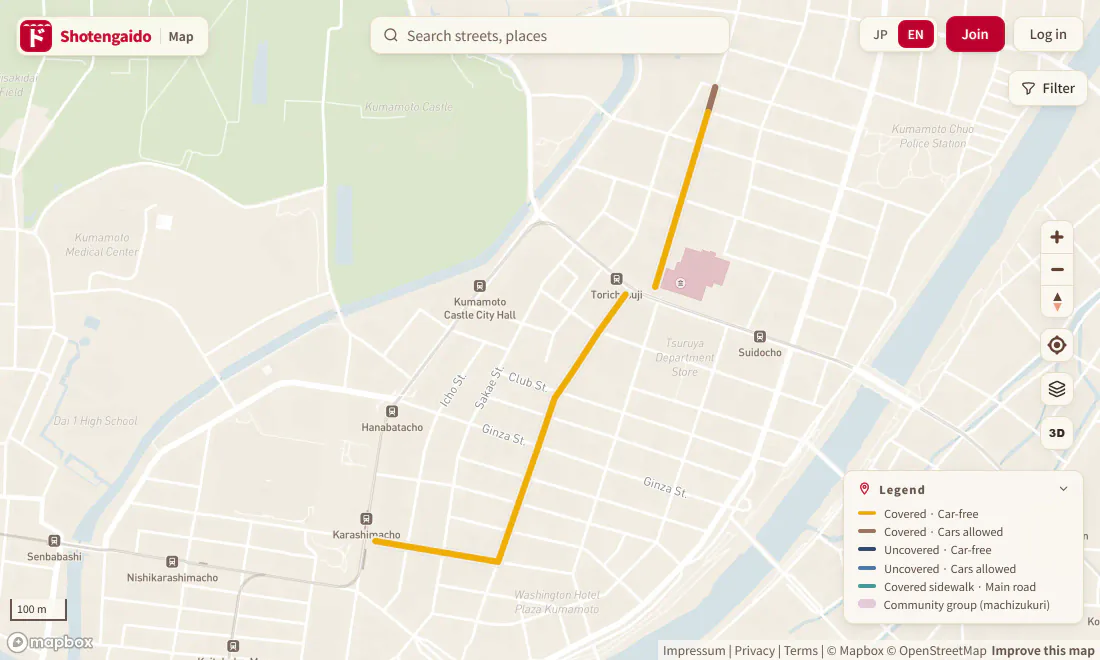 Shotengaido
Map
Search streets, places
JP
EN
Join
Log in
Filter
Field
Kumamoto Castle
Kumamoto Chuo
Police Station
Kumamoto
Medical Center
Kumamoto
Castle City Hall
Suidocho
Tsuruya
Department
Store
Icho St.
Sakae St.
Club St.
Dai 1 High School
Hanabatacho
Ginza St.
Ginza St.
3D
Legend
Covered · Car-free
Covered · Cars allowed
Uncovered · Car-free
Uncovered · Cars allowed
Covered sidewalk · Main road
Community group (machizukuri)
Karashimacho
Senbabashi
Nishikarashimacho
Washington Hotel
Plaza Kumamoto
100 m
mapbox
Impressum | Privacy | Terms | © Mapbox © OpenStreetMap Improve this map